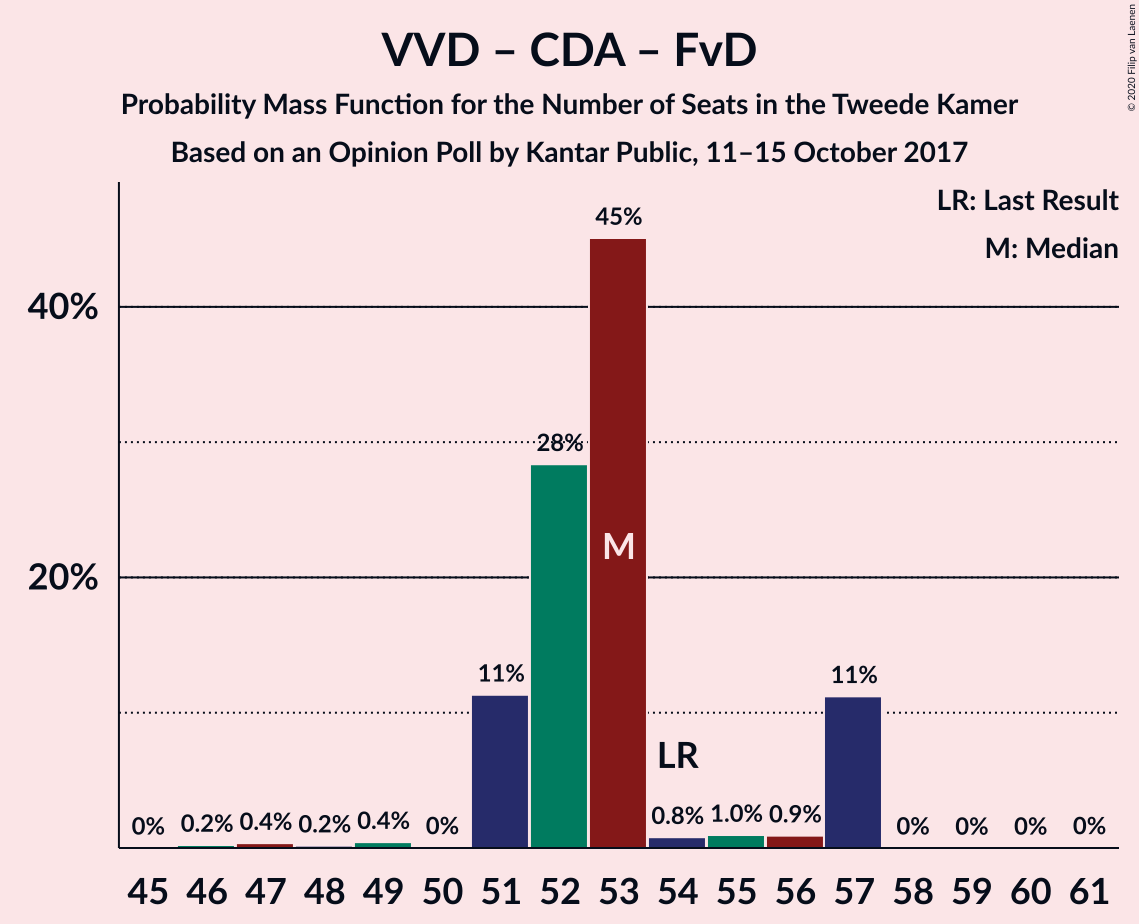 VVD – CDA – FvD
Probability Mass Function for the Number of Seats in the Tweede Kamer
Based on an Opinion Poll by Kantar Public, 11–15 October 2017
© 2020 Filip van Laenen
LR: Last Result
M: Median
45%
40%
28%
M
20%
11% 11%
LR
0% 0.2% 0.4% 0.2% 0.4% 0% 0.8% 1.0% 0.9% 0% 0% 0% 0%
45 46 47 48 49 50 51 52 53 54 55 56 57 58 59 60 61